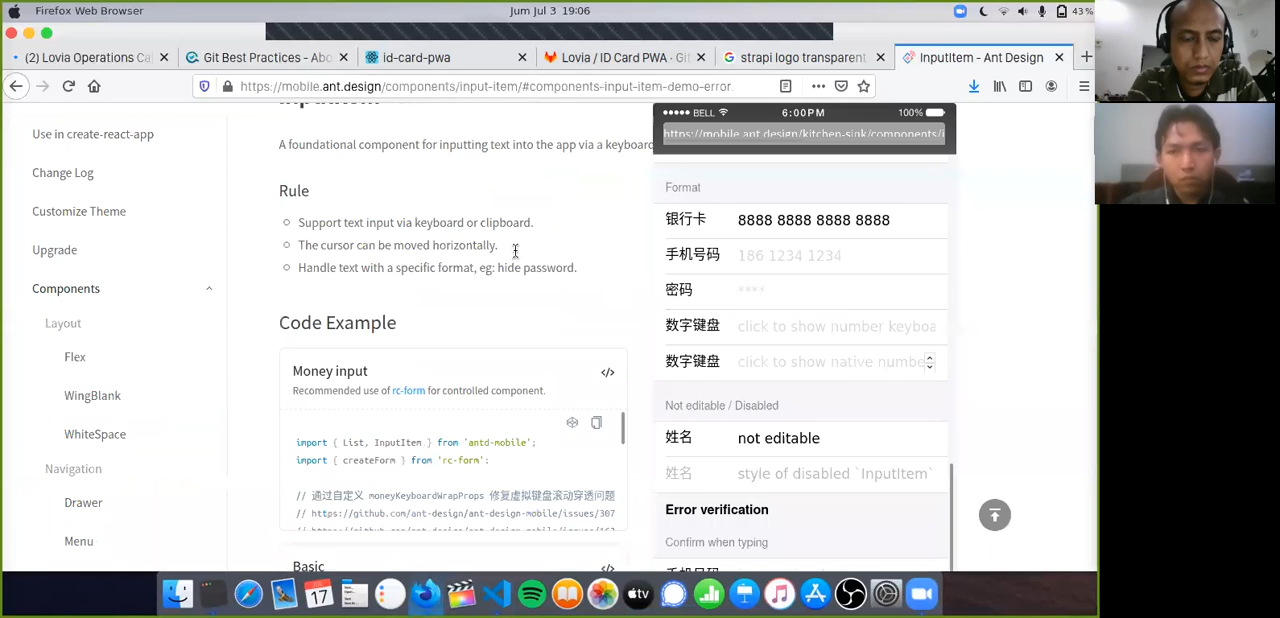 Firefox Web Browser
Jum Jul 3 19:06
43%
(2) Lovia Operations Ca
Git Best Practices – Abo
id-card-pwa
Lovia / ID Card PWA · Git
strapi logo transparent
InputItem - Ant Design
https://mobile.ant.design/components/input-item/#components-input-item-demo-error
Use in create-react-app
Change Log
Customize Theme
Upgrade
Components
Layout
Flex
WingBlank
WhiteSpace
Navigation
Drawer
Menu
InputItem
A foundational component for inputting text into the app via a keyboard
Rule
Support text input via keyboard or clipboard.
The cursor can be moved horizontally.
Handle text with a specific format, eg: hide password.
Code Example
Money input
</>
Recommended use of rc-form for controlled component.
import { List, InputItem } from 'antd-mobile';
import { createForm } from 'rc-form';
// 通过自定义 moneyKeyboardWrapProps 修复虚拟键盘滚动穿透问题
// https://github.com/ant-design/ant-design-mobile/issues/307
Basic
</>
BELL
6:00PM
100%
https://mobile.ant.design/kitchen-sink/components/i
Format
银行卡 8888 8888 8888 8888
手机号码 186 1234 1234
密码 ****
数字键盘 click to show number keyboa
数字键盘 click to show native numbe
Not editable / Disabled
姓名 not editable
姓名 style of disabled `InputItem`
Error verification
Confirm when typing
JUL
17
tv